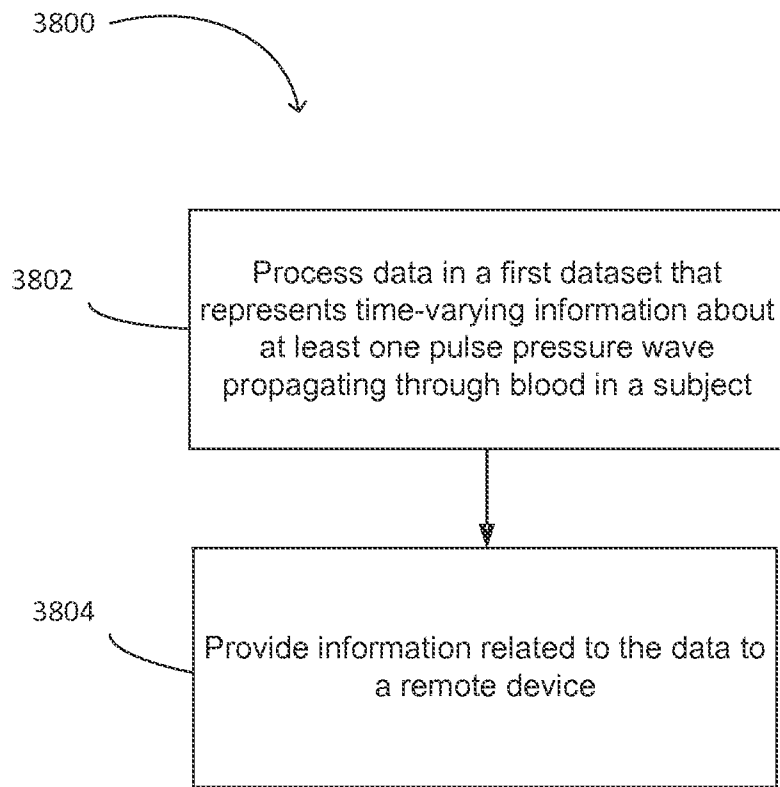 3800
3802
Process data in a first dataset that
represents time-varying information about
at least one pulse pressure wave
propagating through blood in a subject
3804
Provide information related to the data to
a remote device